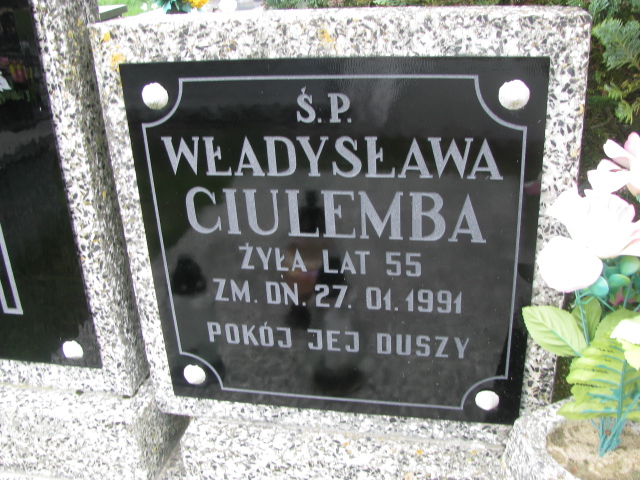 Ś.P.
WŁADYSŁAWA
CIULEMBA
ŻYŁA LAT 55
ZM. DN. 27. 01. 1991
POKÓJ JEJ DUSZY